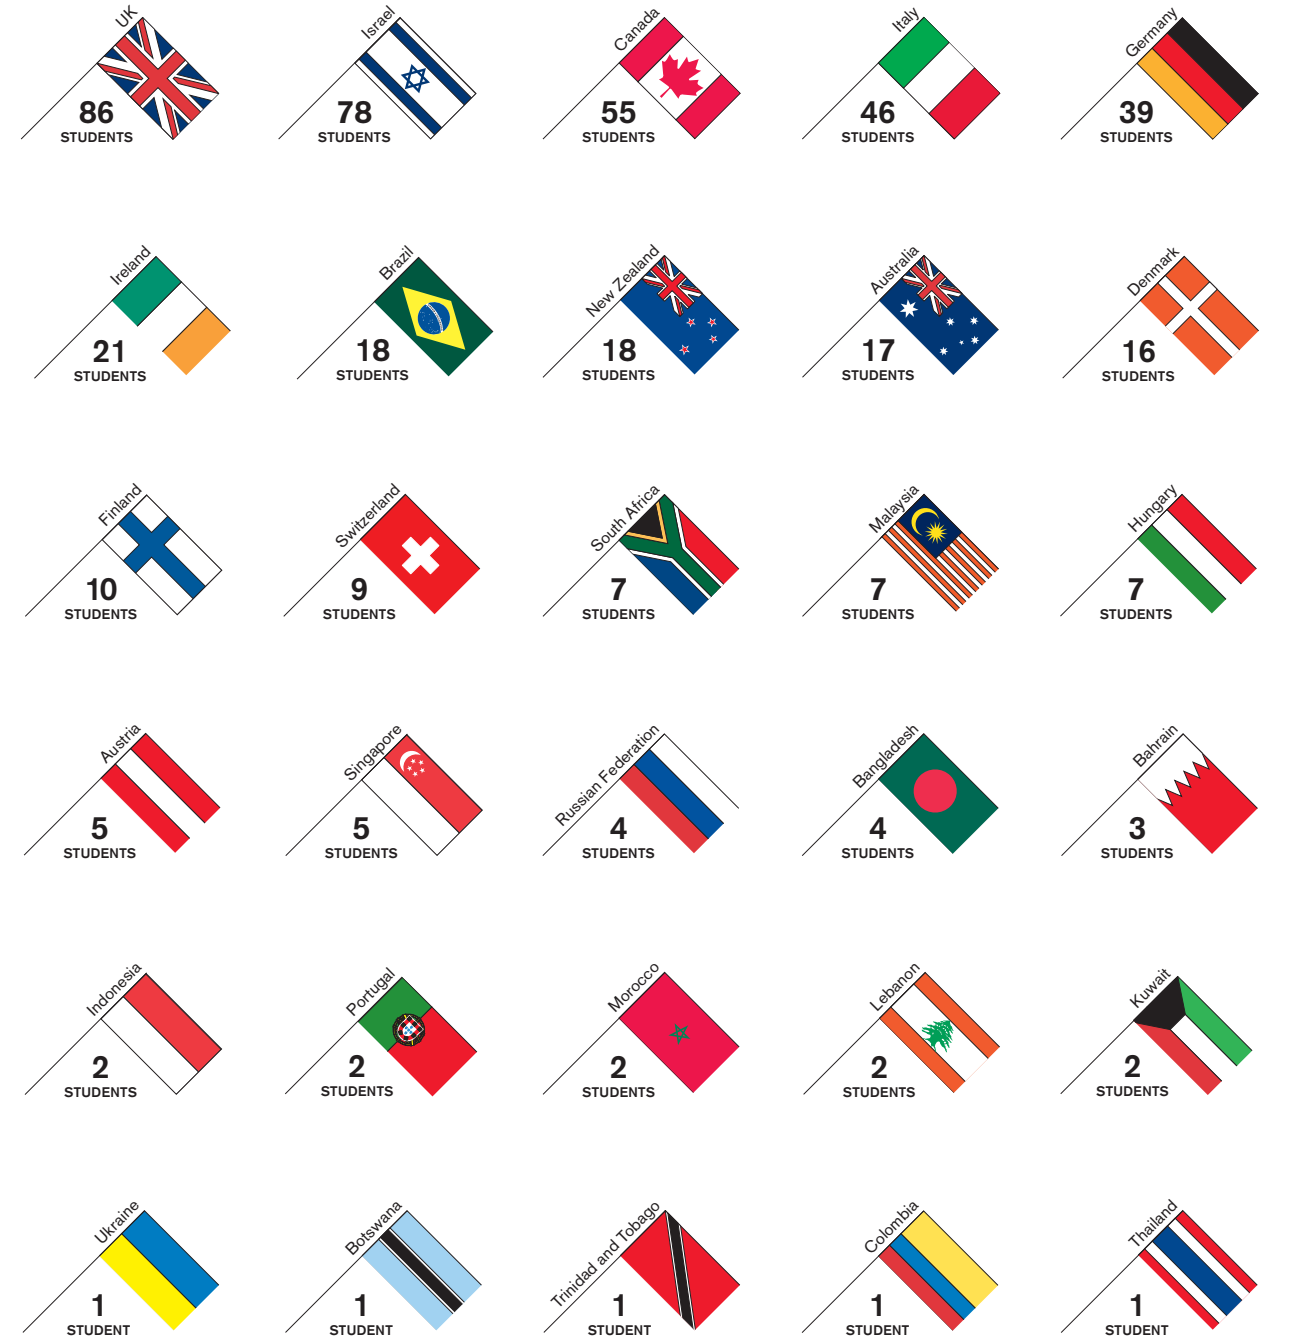 UK
86
STUDENTS
Israel
78
STUDENTS
Canada
55
STUDENTS
Italy
46
STUDENTS
Germany
39
STUDENTS
Ireland
21
STUDENTS
Brazil
18
STUDENTS
New Zealand
18
STUDENTS
Australia
17
STUDENTS
Denmark
16
STUDENTS
Finland
10
STUDENTS
Switzerland
9
STUDENTS
South Africa
7
STUDENTS
Malaysia
7
STUDENTS
Hungary
7
STUDENTS
Austria
5
STUDENTS
Singapore
5
STUDENTS
Russian Federation
4
STUDENTS
Bangladesh
4
STUDENTS
Bahrain
3
STUDENTS
Indonesia
2
STUDENTS
Portugal
2
STUDENTS
Morocco
2
STUDENTS
Lebanon
2
STUDENTS
Kuwait
2
STUDENTS
Ukraine
1
STUDENT
Botswana
1
STUDENT
Trinidad and Tobago
1
STUDENT
Colombia
1
STUDENT
Thailand
1
STUDENT